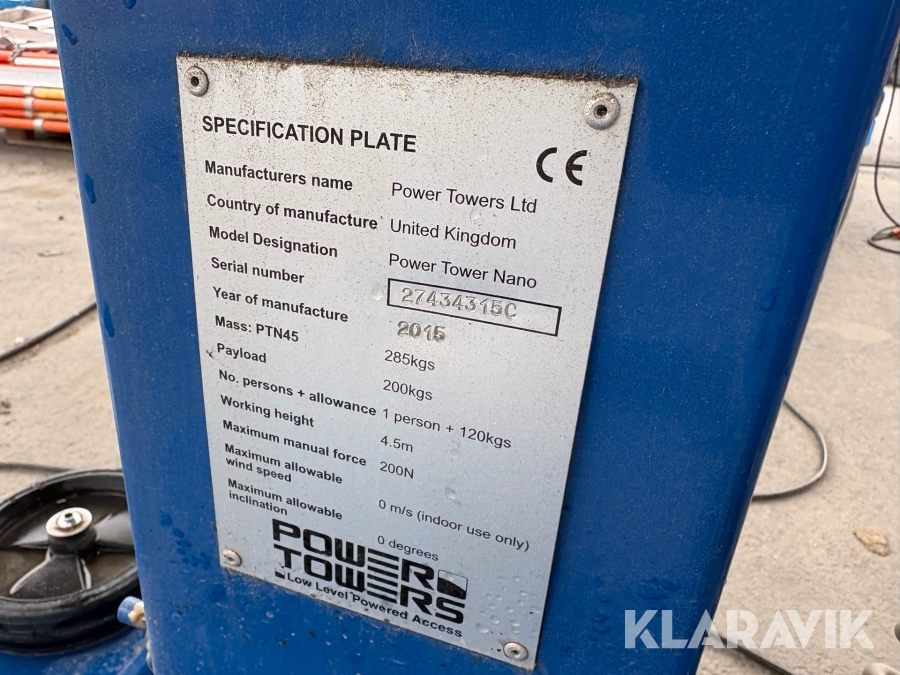 SPECIFICATION PLATE
CE
Manufacturers name Power Towers Ltd
Country of manufacture United Kingdom
Model Designation Power Tower Nano
Serial number 27434315C
Year of manufacture 2015
Mass: PTN45 285kgs
Payload 200kgs
No. persons + allowance 1 person + 120kgs
Working height 4.5m
Maximum manual force 200N
Maximum allowable
wind speed 0 m/s (indoor use only)
Maximum allowable
inclination 0 degrees
POWER
TOWERS
Low Level Powered Access
KLARAVIK